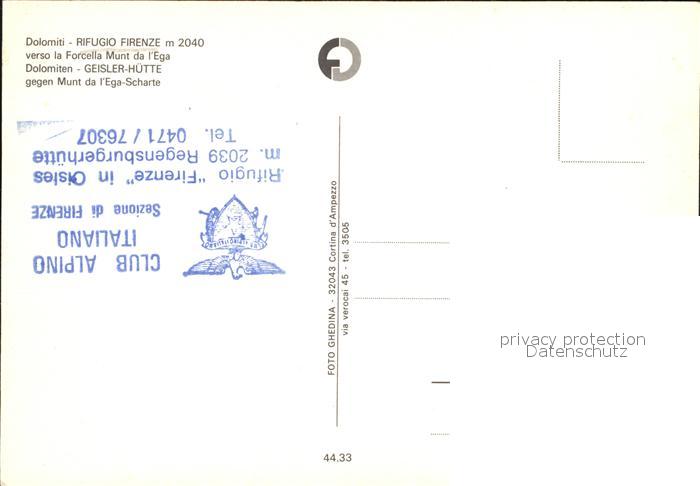 Dolomiti - RIFUGIO FIRENZE m 2040
verso la Forcella Munt da l'Ega
Dolomiten - GEISLER-HÜTTE
gegen Munt da l'Ega-Scharte
CLUB ALPINO
ITALIANO
Sezione di FIRENZE
Rifugio "Firenze" in Cisles
m. 2039 Regensburgerhütte
Tel. 0471 / 76307
FOTO GHEDINA - 32043 Cortina d'Ampezzo
via verocai 45 - tel. 3505
privacy protection
Datenschutz
44.33